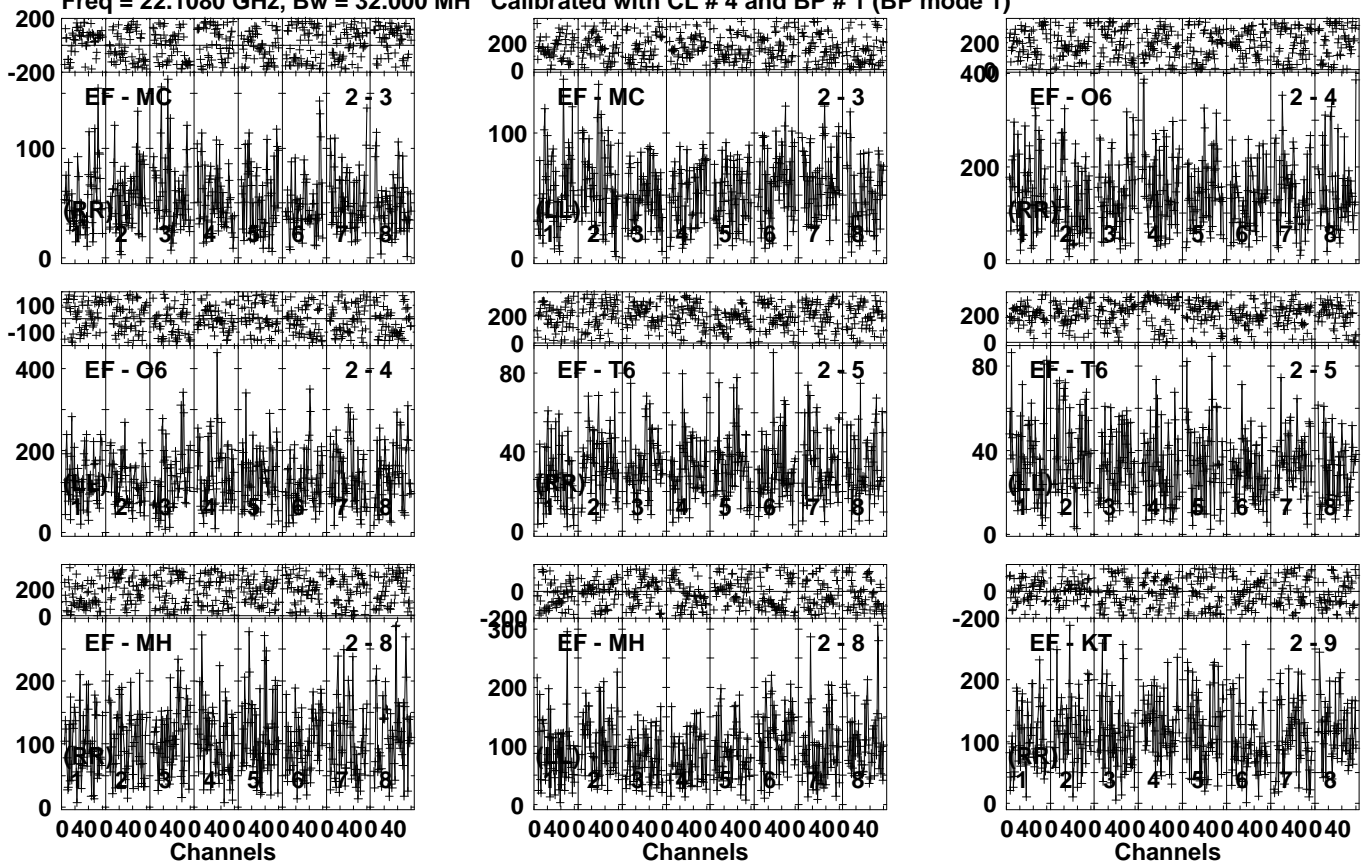 Freq = 22.1080 GHz, Bw = 32.000 MH Calibrated with CL # 4 and BP # 1 (BP mode 1)
200 200 200
-200 0 0
EF - MC 2 - 3 EF - MC 2 - 3 400 EF - O6 2 - 4
100 100 200
(RR) (LL) (RR)
1 2 3 4 5 6 7 8 1 2 3 4 5 6 7 8 1 2 3 4 5 6 7 8
0 0 0
100 200 200
-100 0 0
EF - O6 2 - 4 EF - T6 2 - 5 EF - T6 2 - 5
400 80 80
200 40 40
(LL) (RR) (LL)
1 2 3 4 5 6 7 8 1 2 3 4 5 6 7 8 1 2 3 4 5 6 7 8
0 0 0
200 0 0
0 -200 -200
EF - MH 2 - 8 300 EF - MH 2 - 8 EF - KT 2 - 9
200 200 200
100 100 100
(RR) (LL) (RR)
1 2 3 4 5 6 7 8 1 2 3 4 5 6 7 8 1 2 3 4 5 6 7 8
0 0 0
0 40 0 40 0 40 0 40 0 40 0 40 0 40 0 40 0 40 0 40 0 40 0 40 0 40 0 40 0 40 0 40 0 40 0 40 0 40 0 40 0 40 0 40 0 40 0 40
Channels Channels Channels